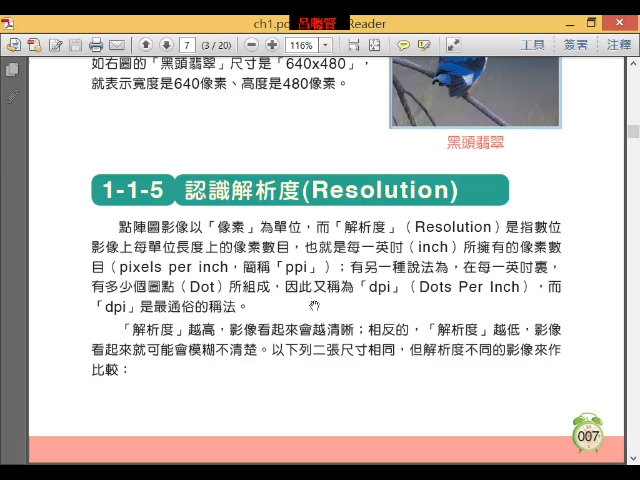 ch1.p
呂聰賢
Reader
7
(3 / 20)
116%
工具
簽署
注釋
如右圖的「黑頭翡翠」尺寸是「640x480」，
就表示寬度是640像素、高度是480像素。
黑頭翡翠
1-1-5 認識解析度(Resolution)
點陣圖影像以「像素」為單位，而「解析度」（Resolution）是指數位
影像上每單位長度上的像素數目，也就是每一英吋（inch）所擁有的像素數
目（pixels per inch，簡稱「ppi」）；有另一種說法為，在每一英吋裏，
有多少個圖點（Dot）所組成，因此又稱為「dpi」（Dots Per Inch），而
「dpi」是最通俗的稱法。
「解析度」越高，影像看起來會越清晰；相反的，「解析度」越低，影像
看起來就可能會模糊不清楚。以下列二張尺寸相同，但解析度不同的影像來作
比較：
007